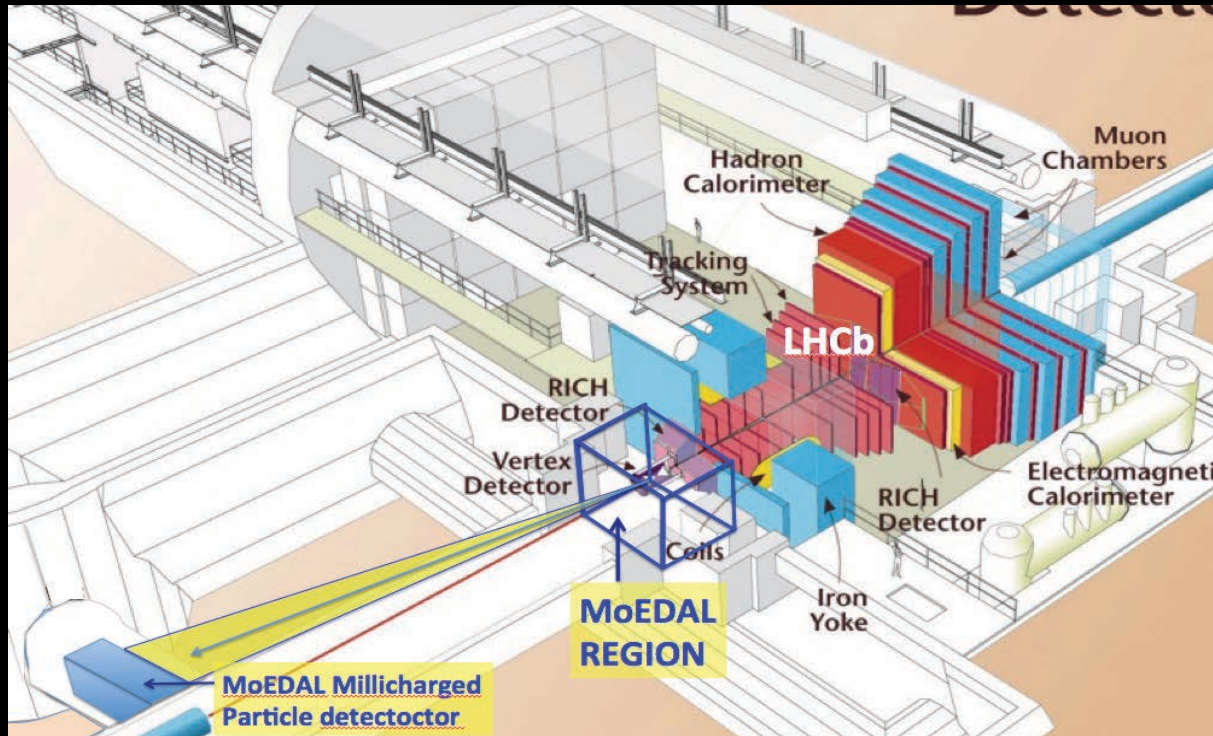 Detecto
Muon
Chambers
Hadron
Calorimeter
Tracking
System
LHCb
RICH
Detector
Vertex
Detector
Electromagneti
Calorimeter
RICH
Detector
Coils
Iron
Yoke
MoEDAL
REGION
MoEDAL Millicharged
Particle detectoctor